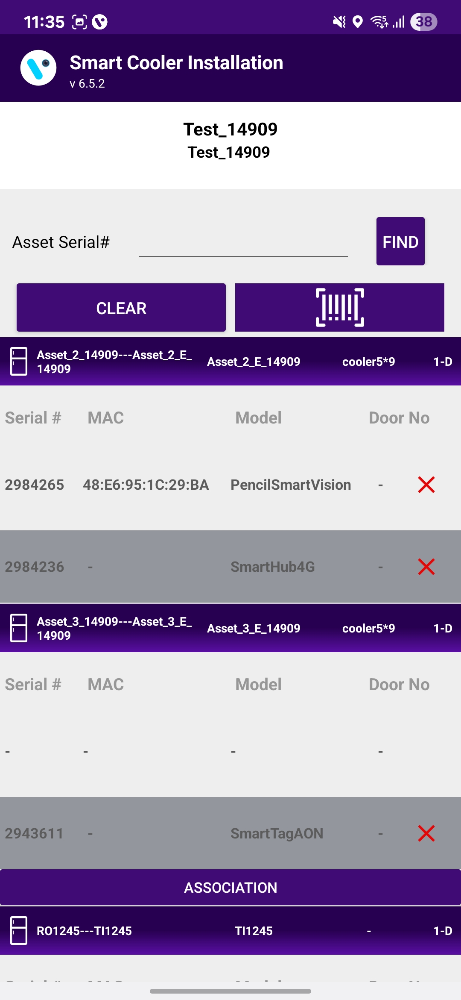 11:35
5
38
Smart Cooler Installation
v 6.5.2
Test_14909
Test_14909
Asset Serial#
FIND
CLEAR
Asset_2_14909---Asset_2_E_
14909
Asset_2_E_14909
cooler5*9
1-D
Serial # MAC Model Door No
2984265 48:E6:95:1C:29:BA PencilSmartVision -
2984236 - SmartHub4G -
Asset_3_14909---Asset_3_E_
14909
Asset_3_E_14909
cooler5*9
1-D
Serial # MAC Model Door No
- - - -
2943611 - SmartTagAON -
ASSOCIATION
RO1245---TI1245 TI1245 - 1-D